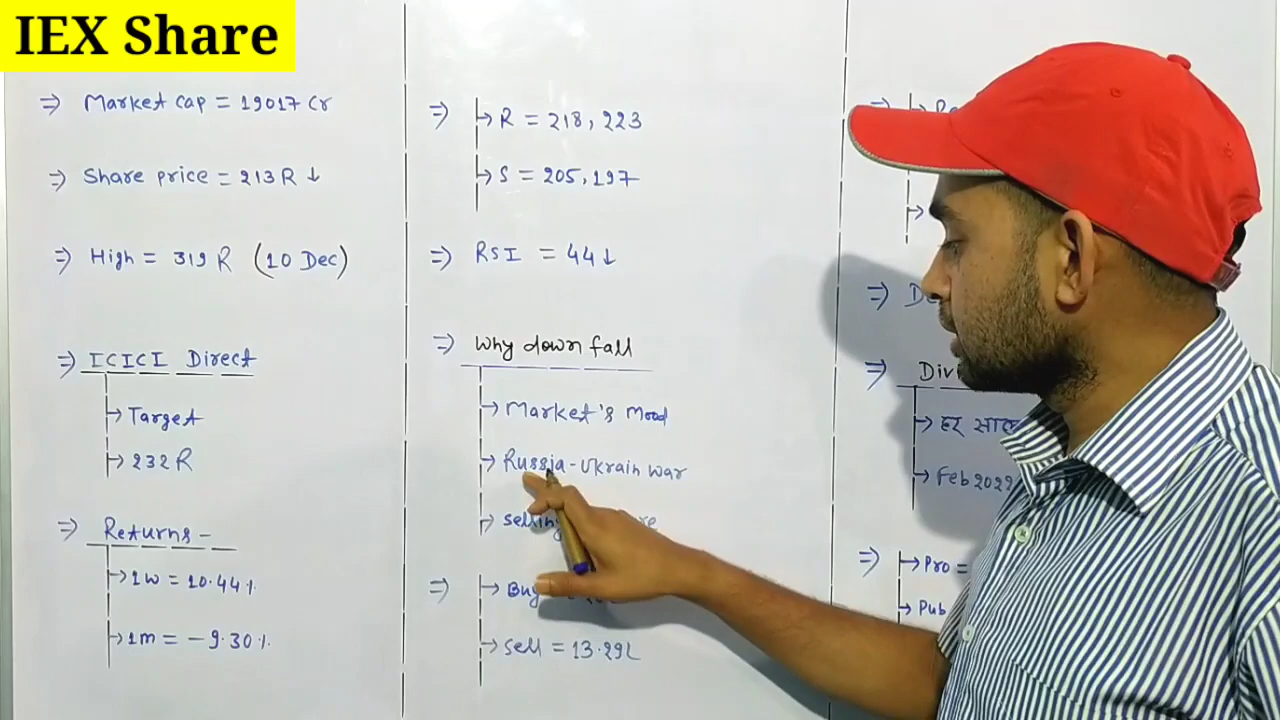 IEX Share
⇒ Market cap = 19017 Cr
⇒ Share price = 213 R ↓
⇒ High = 319 R (10 Dec)
⇒ ICICI Direct
→ Target
→ 232 R
⇒ Returns -
→ 1w = 10.44%
→ 1m = -9.30%
⇒ → R = 218, 223
→ S = 205, 197
⇒ RSI = 44↓
⇒ Why down fall
→ Market's Mood
→ Russia-Ukrain war
→ Selling
⇒ → Buy
→ Sell = 13.29L
⇒
⇒
→ हर साल
→ Feb 2022
⇒ → Pro =
→ Pub